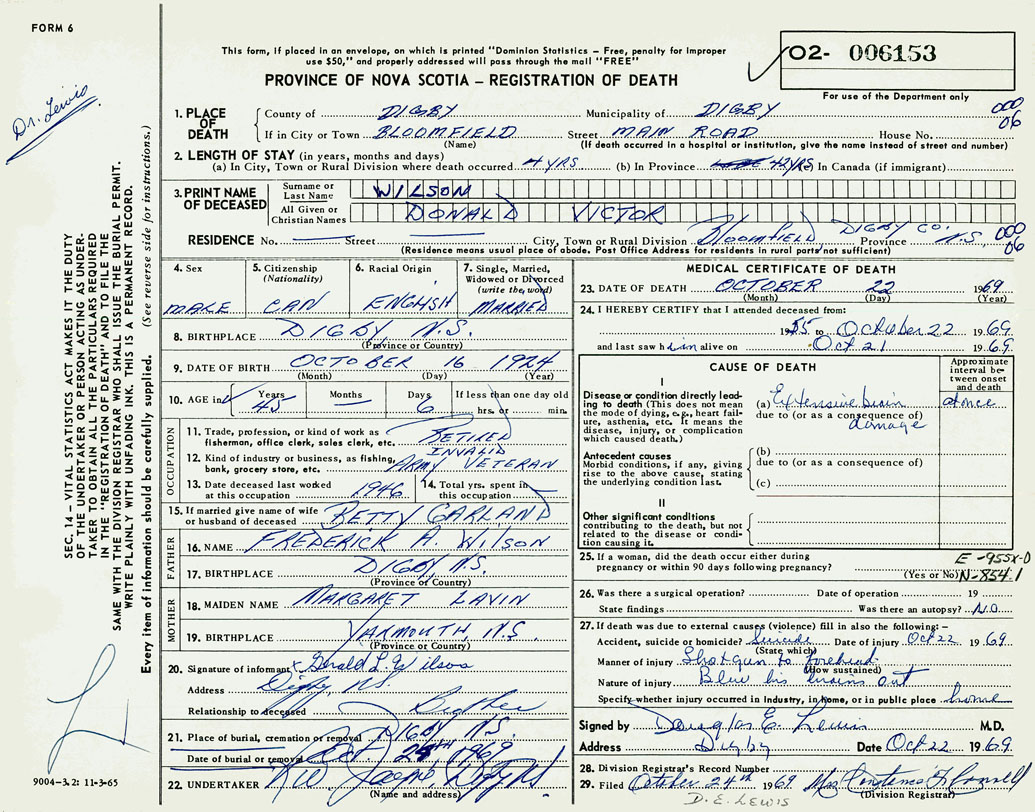 FORM 6
This form, if placed in an envelope, on which is printed "Dominion Statistics – Free, penalty for improper
use $50," and properly addressed will pass through the mail "FREE"
PROVINCE OF NOVA SCOTIA – REGISTRATION OF DEATH
O2- 006153
For use of the Department only
Dr. Lewis
SEC. 14 – VITAL STATISTICS ACT MAKES IT THE DUTY
OF THE UNDERTAKER OR PERSON ACTING AS UNDER-
TAKER TO OBTAIN ALL THE PARTICULARS REQUIRED
IN THE "REGISTRATION OF DEATH" AND TO FILE THE
SAME WITH THE DIVISION REGISTRAR WHO SHALL ISSUE THE BURIAL PERMIT.
WRITE PLAINLY WITH UNFADING INK. THIS IS A PERMANENT RECORD.
Every item of information should be carefully supplied. (See reverse side for instructions.)
1. PLACE OF DEATH
County of DIGBY Municipality of DIGBY 000
06
If in City or Town BLOOMFIELD Street MAIN ROAD House No.
(Name) (If death occurred in a hospital or institution, give the name instead of street and number)
2. LENGTH OF STAY (in years, months and days)
(a) In City, Town or Rural Division where death occurred. 4 YRS (b) In Province 42 YRS (c) In Canada (if immigrant)
3. PRINT NAME OF DECEASED
Surname or Last Name WILSON
All Given or Christian Names DONALD VICTOR
RESIDENCE No. Street City, Town or Rural Division Bloomfield DIGBY CO. Province N.S. 000
06
(Residence means usual place of abode. Post Office Address for residents in rural parts not sufficient)
4. Sex MALE
5. Citizenship (Nationality) CAN
6. Racial Origin ENGLISH
7. Single, Married, Widowed or Divorced (write the word) MARRIED
8. BIRTHPLACE DIGBY N.S.
(Province or Country)
9. DATE OF BIRTH OCTOBER 16 1924
(Month) (Day) (Year)
10. AGE in Years 45 Months — Days 6 If less than one day old hrs. or min.
OCCUPATION
11. Trade, profession or kind of work as fisherman, office clerk, sales clerk, etc. RETIRED
INVALID
12. Kind of industry or business, as fishing, bank, grocery store, etc. ARMY VETERAN
13. Date deceased last worked at this occupation 1946 14. Total yrs. spent in this occupation
15. If married give name of wife or husband of deceased BETTY GARLAND
FATHER
16. NAME FREDERICK A. WILSON
17. BIRTHPLACE DIGBY N.S.
(Province or Country)
MOTHER
18. MAIDEN NAME MARGARET LAVIN
19. BIRTHPLACE YARMOUTH, N.S.
(Province or Country)
20. Signature of informant x Gerald L. Wilson
Address Digby NS.
Relationship to deceased Brother
21. Place of burial, cremation or removal DIGBY N.S.
Date of burial or removal Oct 25th 1969
22. UNDERTAKER Digby NS
(Name and address)
9004-3.2: 11-3-65
MEDICAL CERTIFICATE OF DEATH
23. DATE OF DEATH OCTOBER 22 1969
(Month) (Day) (Year)
24. I HEREBY CERTIFY that I attended deceased from:
1955 to October 22 1969
and last saw him alive on Oct 21 1969.
CAUSE OF DEATH
Approximate interval between onset and death
I
Disease or condition directly leading to death (This does not mean the mode of dying, e.g., heart failure, asthenia, etc. It means the disease, injury, or complication which caused death.)
(a) Extensive brain damage at once
due to (or as a consequence of)
Antecedent causes
Morbid conditions, if any, giving rise to the above cause, stating the underlying condition last.
(b)
due to (or as a consequence of)
(c)
II
Other significant conditions
contributing to the death, but not related to the disease or condition causing it.
25. If a woman, did the death occur either during pregnancy or within 90 days following pregnancy? (Yes or No)
E-955X-0
N-854.1
26. Was there a surgical operation? Date of operation 19
State findings Was there an autopsy? NO
27. If death was due to external causes (violence) fill in also the following:–
Accident, suicide or homicide? Suicide Date of injury Oct 22 1969.
(State which)
Manner of injury Shotgun to forehead
(How sustained)
Nature of injury Blew his brains out
Specify whether injury occurred in Industry, in Home, or in public place home
Signed by Douglas E. Lewis M.D.
Address Digby Date Oct 22 1969.
28. Division Registrar's Record Number
29. Filed October 24th 1969 Mrs
(Division Registrar)
D. E. LEWIS